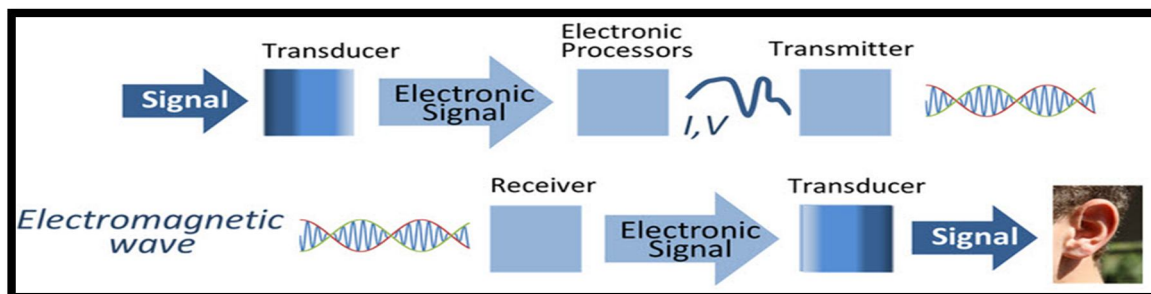 Transducer
Electronic
Processors
Transmitter
Signal
Electronic
Signal
I,V
Receiver
Transducer
Electromagnetic
wave
Electronic
Signal
Signal